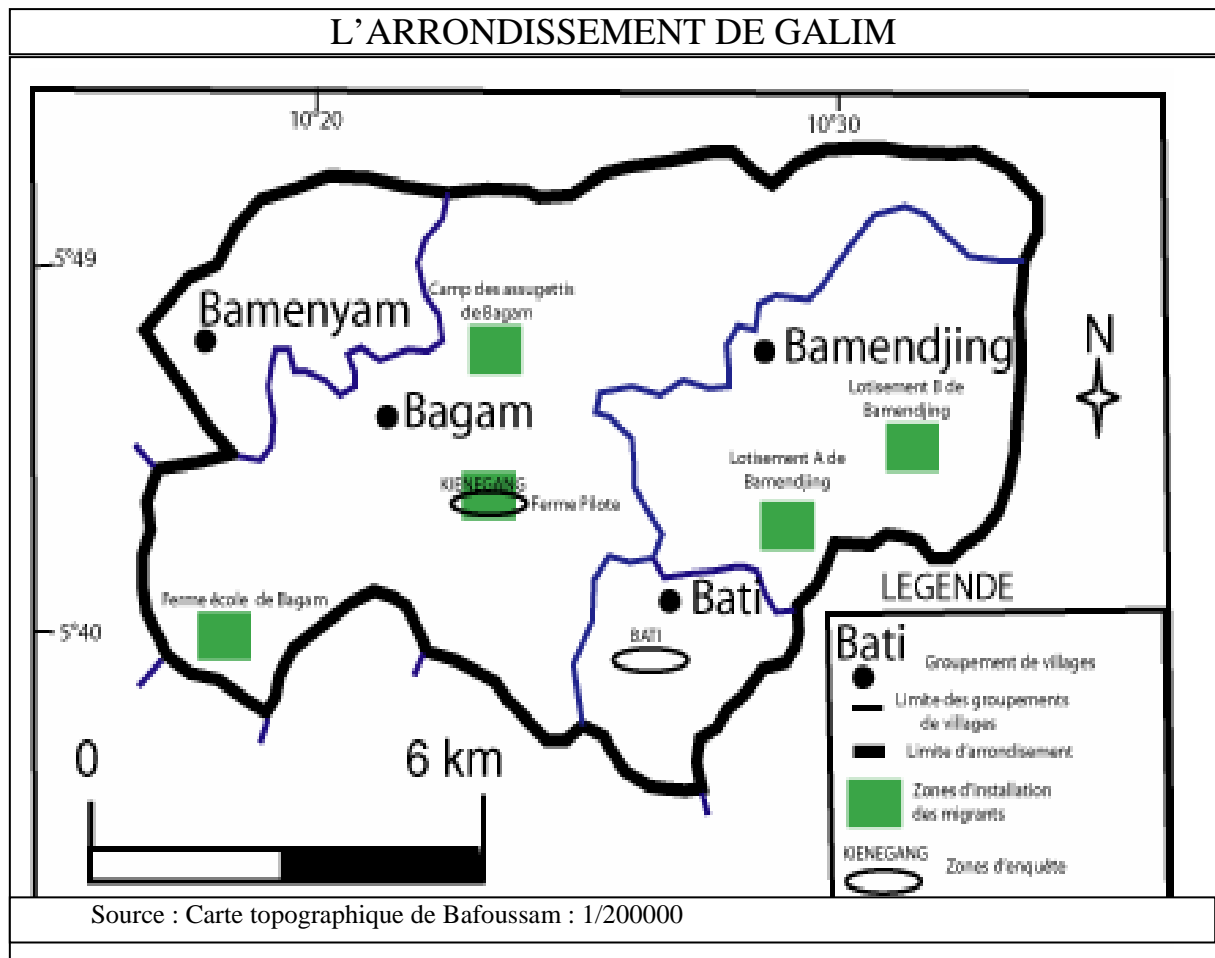 L'ARRONDISSEMENT DE GALIM
10°20
10°30
5°49
Camp des assugettis
de Bagam
Bamenyam
Bamendjing
N
Lotisement B de
Bamendjing
Bagam
Lotisement A de
Bamendjing
KIENEGANG
Ferme Pilote
LEGENDE
Ferme école de Bagam
Bati
5°40
BATI
Bati
Groupement de villages
Limite des groupements
de villages
Limite d'arrondisement
Zones d'installation
des migrants
KIENEGANG
Zones d'enquête
0
6 km
Source : Carte topographique de Bafoussam : 1/200000